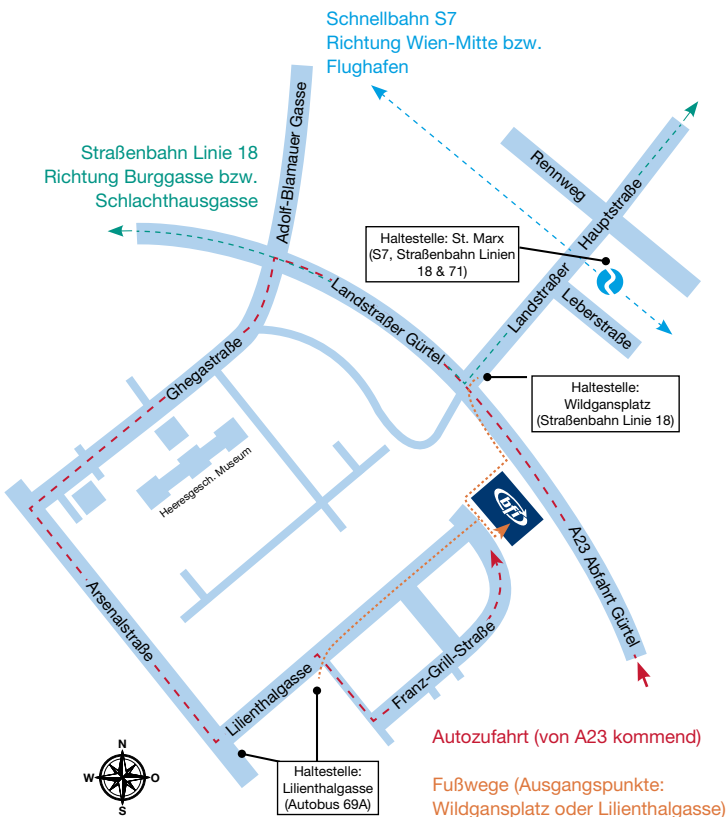 Schnellbahn S7
Richtung Wien-Mitte bzw.
Flughafen
Straßenbahn Linie 18
Richtung Burggasse bzw.
Schlachthausgasse
Adolf-Blamauer Gasse
Rennweg
Hauptstraße
Landstraßer
Haltestelle: St. Marx
(S7, Straßenbahn Linien
18 & 71)
Leberstraße
Landstraßer Gürtel
Ghegastraße
Haltestelle:
Wildgansplatz
(Straßenbahn Linie 18)
Heeresgesch. Museum
bfi
A23 Abfahrt Gürtel
Arsenalstraße
Franz-Grill-Straße
Lilienthalgasse
N
W
O
S
Haltestelle:
Lilienthalgasse
(Autobus 69A)
Autozufahrt (von A23 kommend)
Fußwege (Ausgangspunkte:
Wildgansplatz oder Lilienthalgasse)